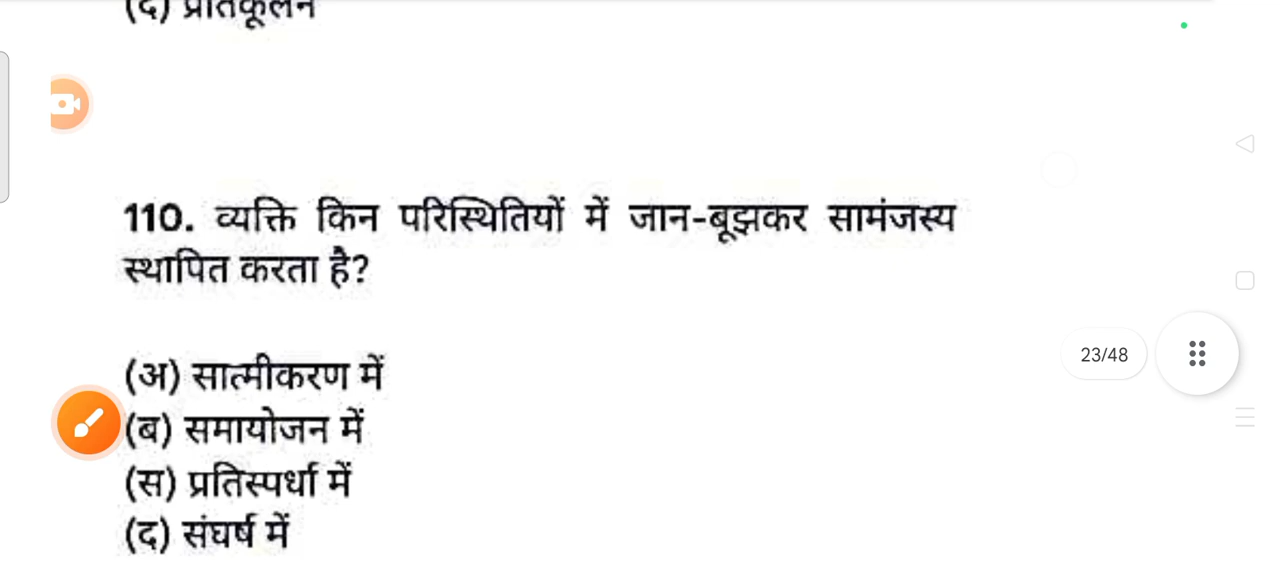 (द) प्रतिकूलन
110. व्यक्ति किन परिस्थितियों में जान-बूझकर सामंजस्य
स्थापित करता है?
(अ) सात्मीकरण में
(ब) समायोजन में
(स) प्रतिस्पर्धा में
(द) संघर्ष में
23/48